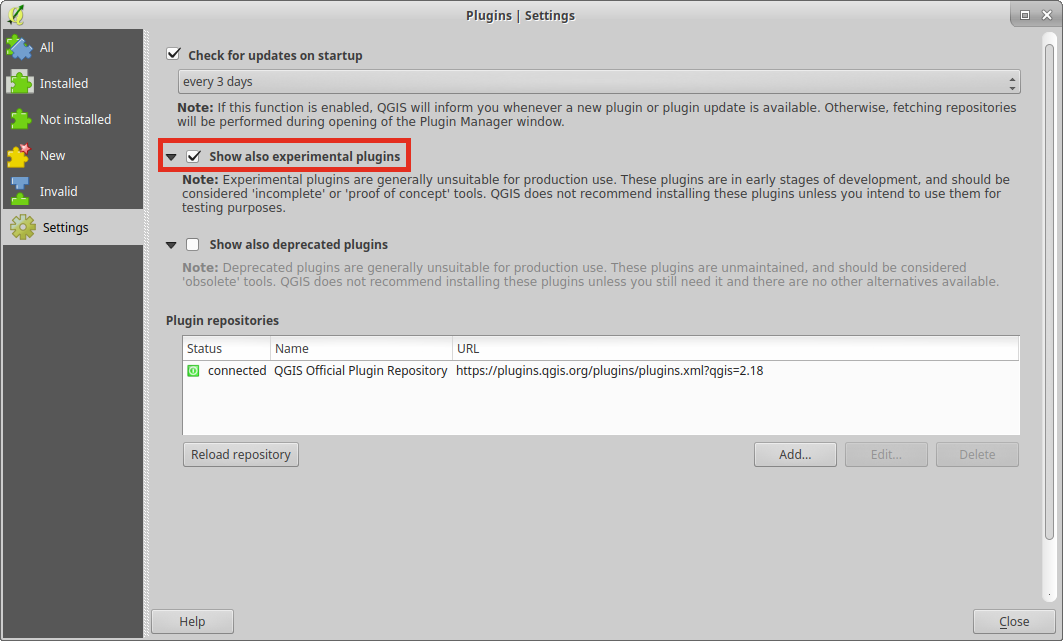 Plugins | Settings
All
Installed
Not installed
New
Invalid
Settings
Check for updates on startup
every 3 days
Note: If this function is enabled, QGIS will inform you whenever a new plugin or plugin update is available. Otherwise, fetching repositories
will be performed during opening of the Plugin Manager window.
Show also experimental plugins
Note: Experimental plugins are generally unsuitable for production use. These plugins are in early stages of development, and should be
considered 'incomplete' or 'proof of concept' tools. QGIS does not recommend installing these plugins unless you intend to use them for
testing purposes.
Show also deprecated plugins
Note: Deprecated plugins are generally unsuitable for production use. These plugins are unmaintained, and should be considered
'obsolete' tools. QGIS does not recommend installing these plugins unless you still need it and there are no other alternatives available.
Plugin repositories
Status Name URL
connected QGIS Official Plugin Repository https://plugins.qgis.org/plugins/plugins.xml?qgis=2.18
Reload repository Add... Edit... Delete
Help Close